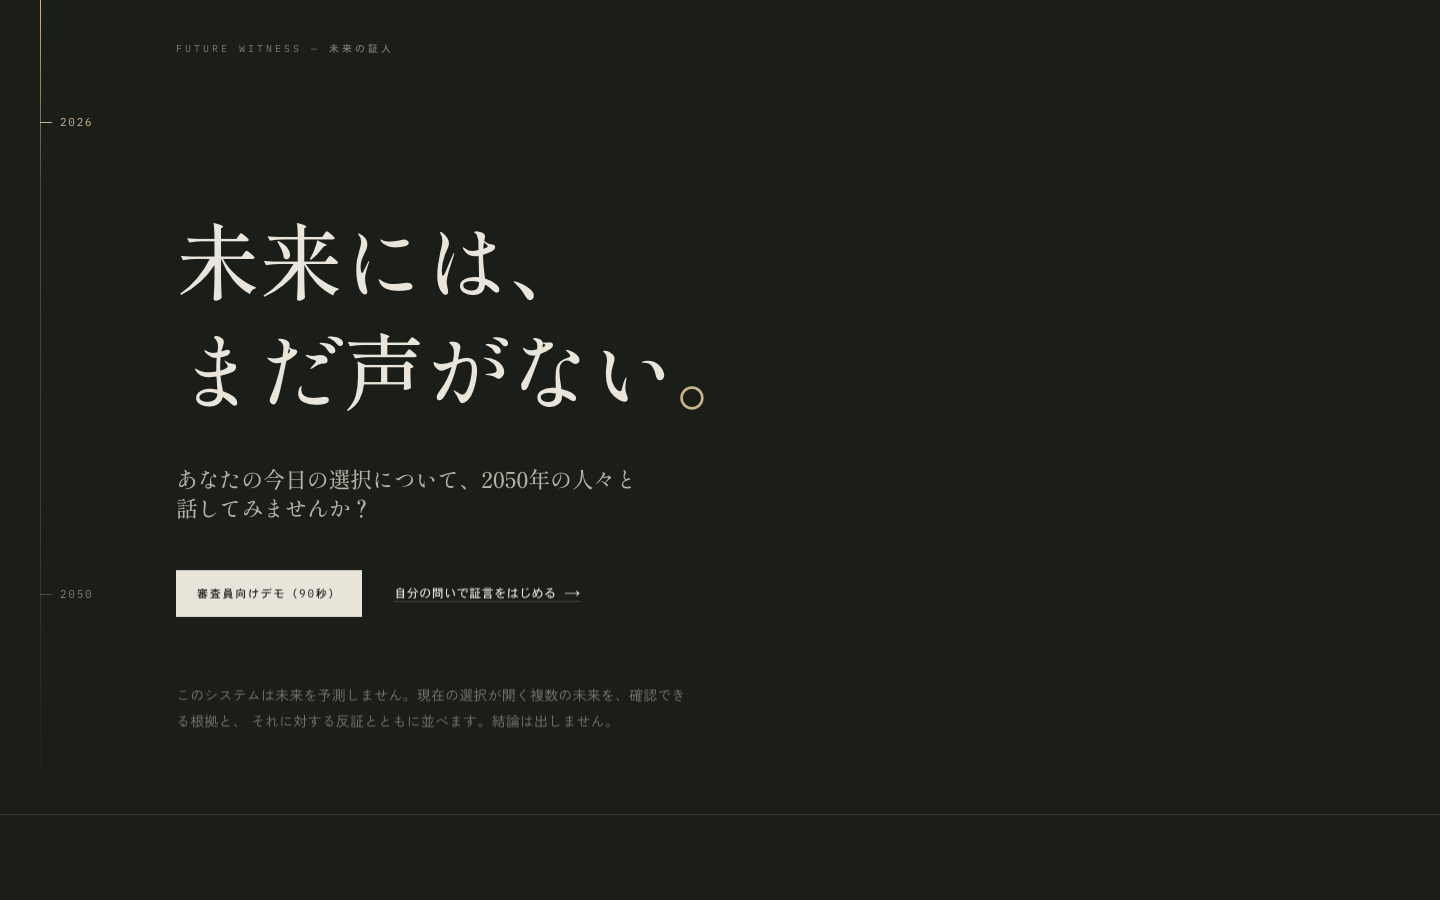 FUTURE WITNESS — 未来の証人
2026
未来には、
まだ声がない。
あなたの今日の選択について、2050年の人々と
話してみませんか？
2050
審査員向けデモ（90秒）
自分の問いで証言をはじめる →
このシステムは未来を予測しません。現在の選択が開く複数の未来を、確認でき
る根拠と、 それに対する反証とともに並べます。結論は出しません。